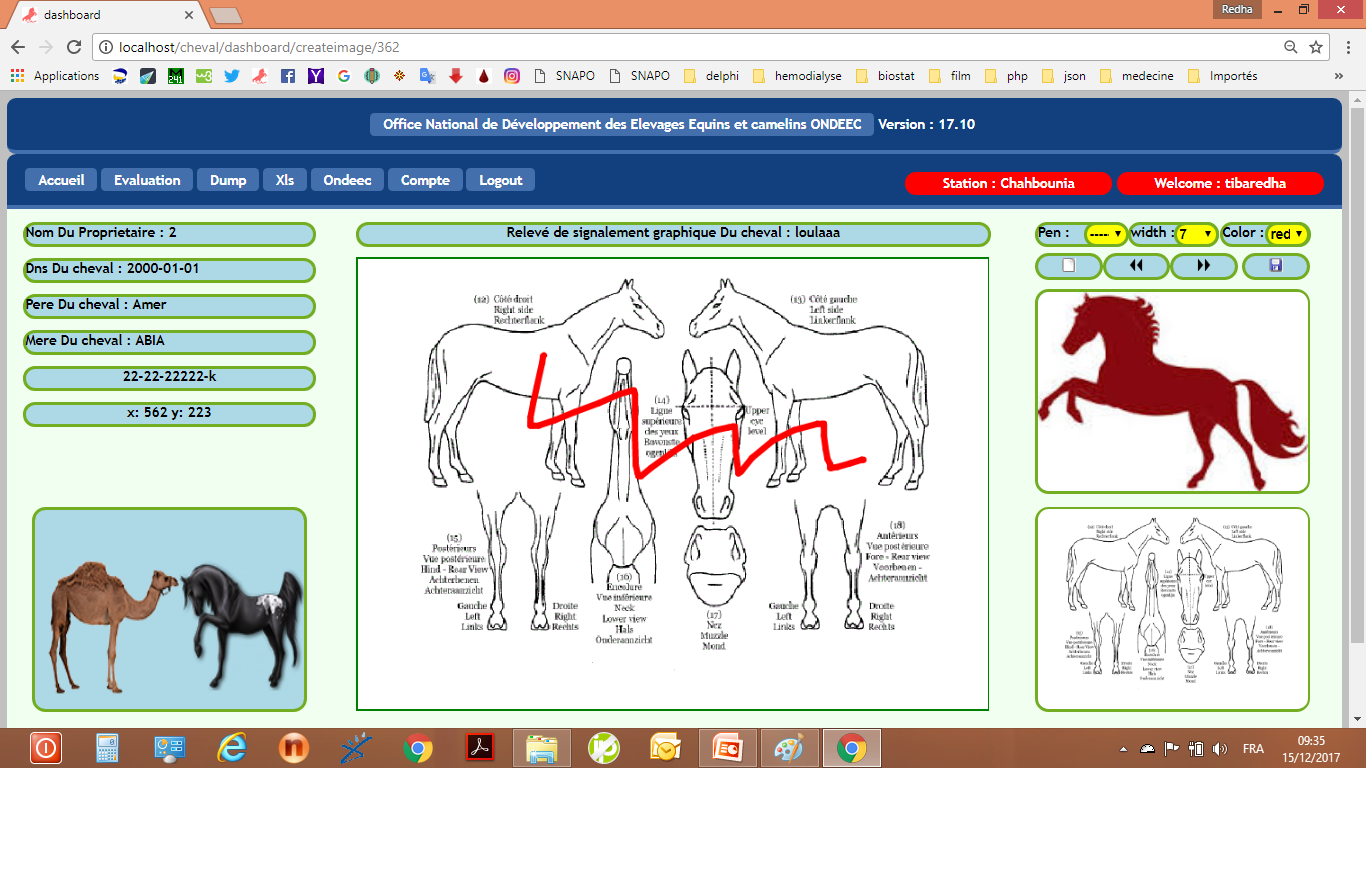 dashboard
Redha
localhost/cheval/dashboard/createimage/362
Applications
241
w3
SNAPO
SNAPO
delphi
hemodialyse
biostat
film
php
json
medecine
Importés
»
Office National de Développement des Elevages Equins et camelins ONDEEC Version : 17.10
Accueil Evaluation Dump Xls Ondeec Compte Logout
Station : Chahbounia Welcome : tibaredha
Nom Du Proprietaire : 2
Dns Du cheval : 2000-01-01
Pere Du cheval : Amer
Mere Du cheval : ABIA
22-22-22222-k
x: 562 y: 223
Relevé de signalement graphique Du cheval : loulaaa
(12) Côté droit
Right side
Rechterflank
(13) Côté gauche
Left side
Linkerflank
(14)
Ligne
supérieure
des yeux
Upper
eye
level
(15)
Postérieurs
Vue postérieure
Hind - Rear View
Achterbenen
Achteraanzicht
Gauche
Left
Links
Droite
Right
Rechts
(16)
Encolure
Vue inférieure
Neck
Lower view
Hals
Onderaanzicht
(17)
Nez
Muzzle
Mond
(18)
Antérieurs
Vue postérieure
Fore - Rear view
Voorbenen -
Achteraanzicht
Gauche
Left
Links
Droite
Right
Rechts
Pen : ---- width : 7 Color : red
FRA
09:35
15/12/2017